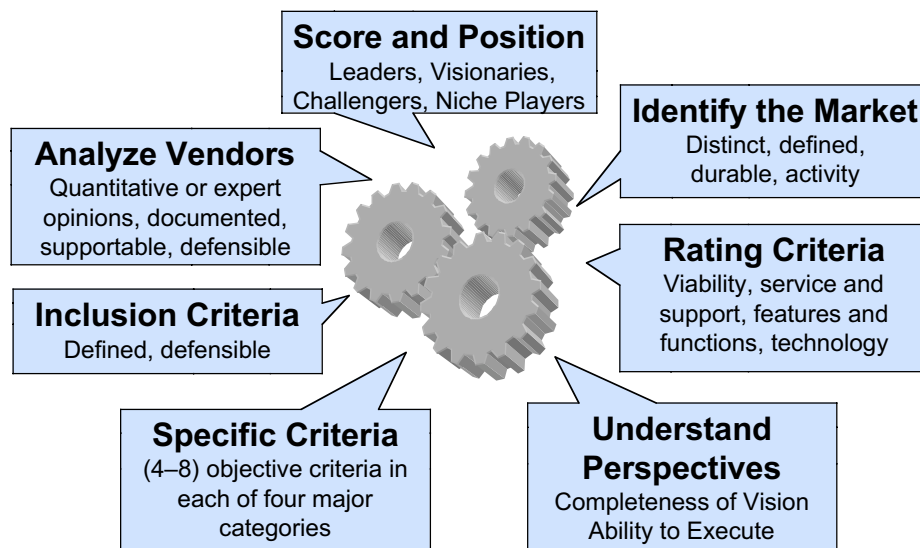 Score and Position
Leaders, Visionaries,
Challengers, Niche Players
Identify the Market
Distinct, defined,
durable, activity
Analyze Vendors
Quantitative or expert
opinions, documented,
supportable, defensible
Rating Criteria
Viability, service and
support, features and
functions, technology
Inclusion Criteria
Defined, defensible
Specific Criteria
(4–8) objective criteria in
each of four major
categories
Understand
Perspectives
Completeness of Vision
Ability to Execute